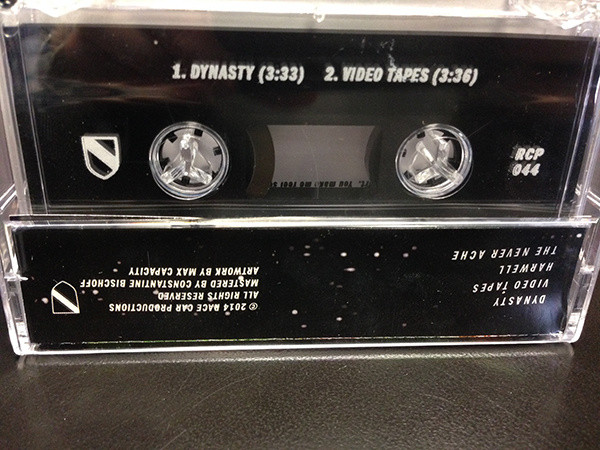 1. DYNASTY (3:33) 2. VIDEO TAPES (3:36)
RCP
044
DYNASTY
VIDEO TAPES
HARWELL
THE NEVER ACHE
© 2014 RACE CAR PRODUCTIONS
ALL RIGHTS RESERVED
MASTERED BY CONSTANTINE BISCHOFF
ARTWORK BY MAX CAPACITY